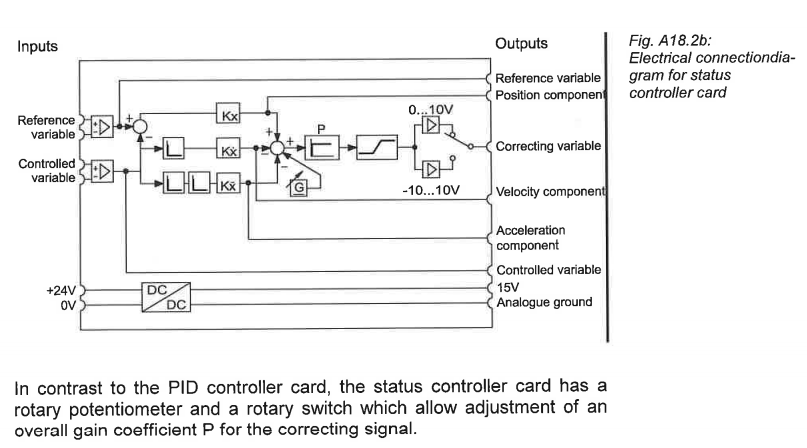 Inputs
Outputs
Fig. A18.2b:
Electrical connectiondia-
gram for status
controller card
Reference variable
Position component
Kx
0...10V
Reference
variable
+
-
+
-
+
+
P
Correcting variable
Kẋ
-
-
Controlled
variable
+
-
Kẍ
G
-10...10V
Velocity component
Acceleration
component
Controlled variable
+24V
DC
15V
0V
DC
Analogue ground
In contrast to the PID controller card, the status controller card has a
rotary potentiometer and a rotary switch which allow adjustment of an
overall gain coefficient P for the correcting signal.